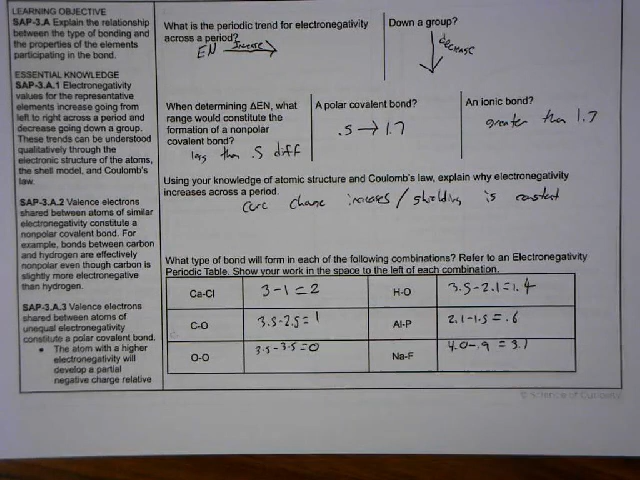 LEARNING OBJECTIVE
SAP-3.A Explain the relationship
between the type of bonding and
the properties of the elements
participating in the bond.
ESSENTIAL KNOWLEDGE
SAP-3.A.1 Electronegativity
values for the representative
elements increase going from
left to right across a period and
decrease going down a group.
These trends can be understood
qualitatively through the
electronic structure of the atoms,
the shell model, and Coulomb's
law.
SAP-3.A.2 Valence electrons
shared between atoms of similar
electronegativity constitute a
nonpolar covalent bond. For
example, bonds between carbon
and hydrogen are effectively
nonpolar even though carbon is
slightly more electronegative
than hydrogen.
SAP-3.A.3 Valence electrons
shared between atoms of
unequal electronegativity
constitute a polar covalent bond.
• The atom with a higher
electronegativity will
develop a partial
negative charge relative
What is the periodic trend for electronegativity
across a period?
EN
Down a group?
decrease
When determining ΔEN, what
range would constitute the
formation of a nonpolar
covalent bond?
less than .5 diff
A polar covalent bond?
.5 → 1.7
An ionic bond?
greater than 1.7
Using your knowledge of atomic structure and Coulomb's law, explain why electronegativity
increases across a period.
core charge increases / shielding is constant
What type of bond will form in each of the following combinations? Refer to an Electronegativity
Periodic Table. Show your work in the space to the left of each combination.
Ca-Cl 3-1=2 H-O 3.5-2.1=1.4
C-O 3.5-2.5=1 Al-P 2.1-1.5=.6
O-O 3.5-3.5=0 Na-F 4.0-.9=3.1
© Science of Curiosity